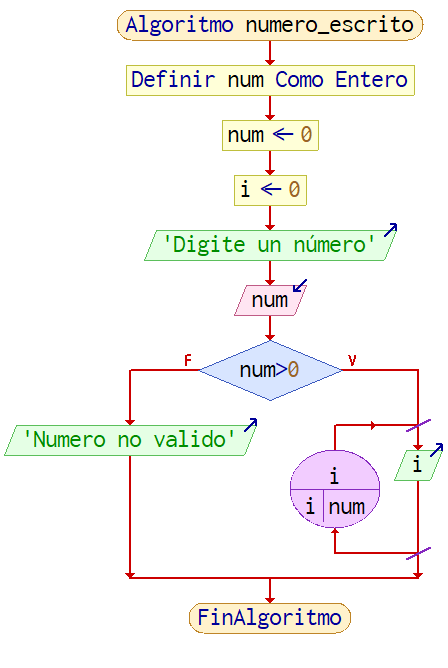 Algoritmo numero_escrito
Definir num Como Entero
num ← 0
i ← 0
'Digite un número'
num
num>0
F
V
'Numero no valido'
i
i num
i
FinAlgoritmo